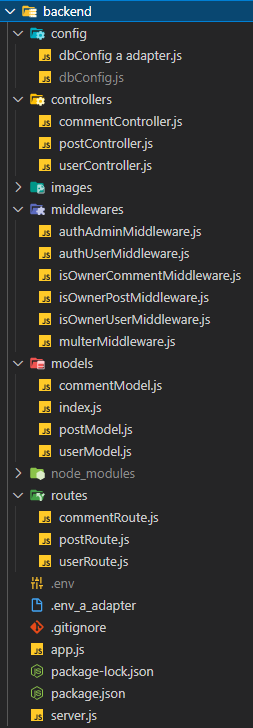 backend
config
dbConfig a adapter.js
dbConfig.js
controllers
commentController.js
postController.js
userController.js
images
middlewares
authAdminMiddleware.js
authUserMiddleware.js
isOwnerCommentMiddleware.js
isOwnerPostMiddleware.js
isOwnerUserMiddleware.js
multerMiddleware.js
models
commentModel.js
index.js
postModel.js
userModel.js
node_modules
routes
commentRoute.js
postRoute.js
userRoute.js
.env
.env_a_adapter
.gitignore
app.js
package-lock.json
package.json
server.js